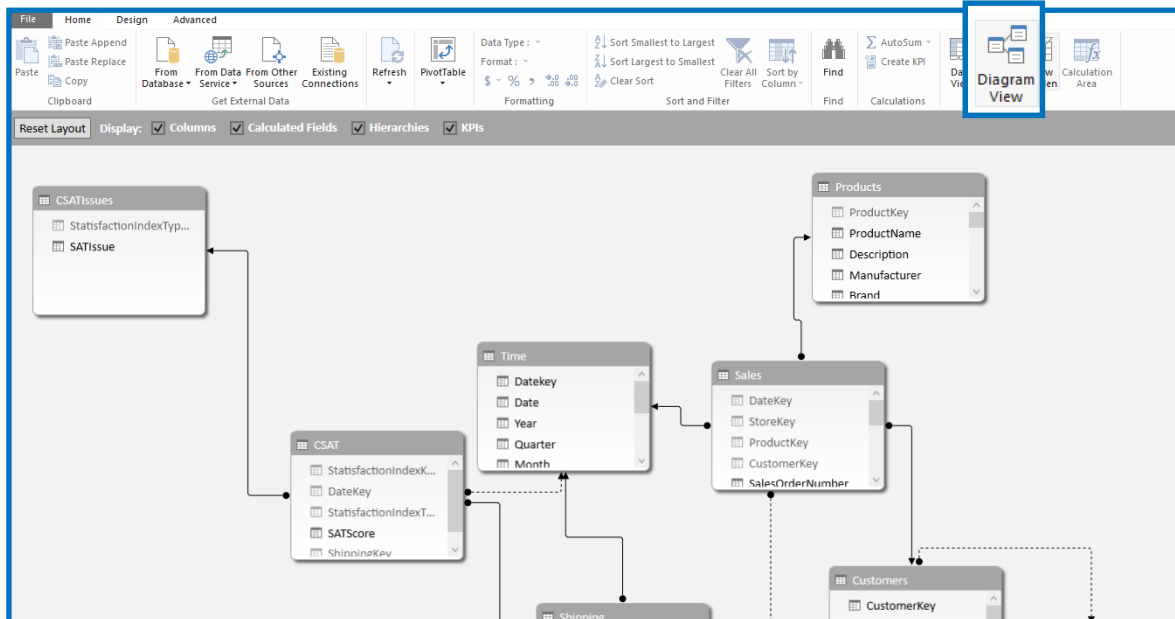 File Home Design Advanced
Paste
Paste Append
Paste Replace
Copy
Clipboard
From
Database
From Data
Service
From Other
Sources
Existing
Connections
Get External Data
Refresh
PivotTable
Data Type :
Format :
$ % , .00 .00
Formatting
Sort Smallest to Largest
Sort Largest to Smallest
Clear Sort
Clear All
Filters
Sort by
Column
Sort and Filter
Find
Find
AutoSum
Create KPI
Calculations
Diagram
View
Calculation
Area
Reset Layout Display: Columns Calculated Fields Hierarchies KPIs
CSATIssues
StatisfactionIndexTyp...
SATIssue
Products
ProductKey
ProductName
Description
Manufacturer
Brand
Time
Datekey
Date
Year
Quarter
Month
Sales
DateKey
StoreKey
ProductKey
CustomerKey
SalesOrderNumber
CSAT
StatisfactionIndexK...
DateKey
StatisfactionIndexT...
SATScore
ShippingKey
Shipping
Customers
CustomerKey